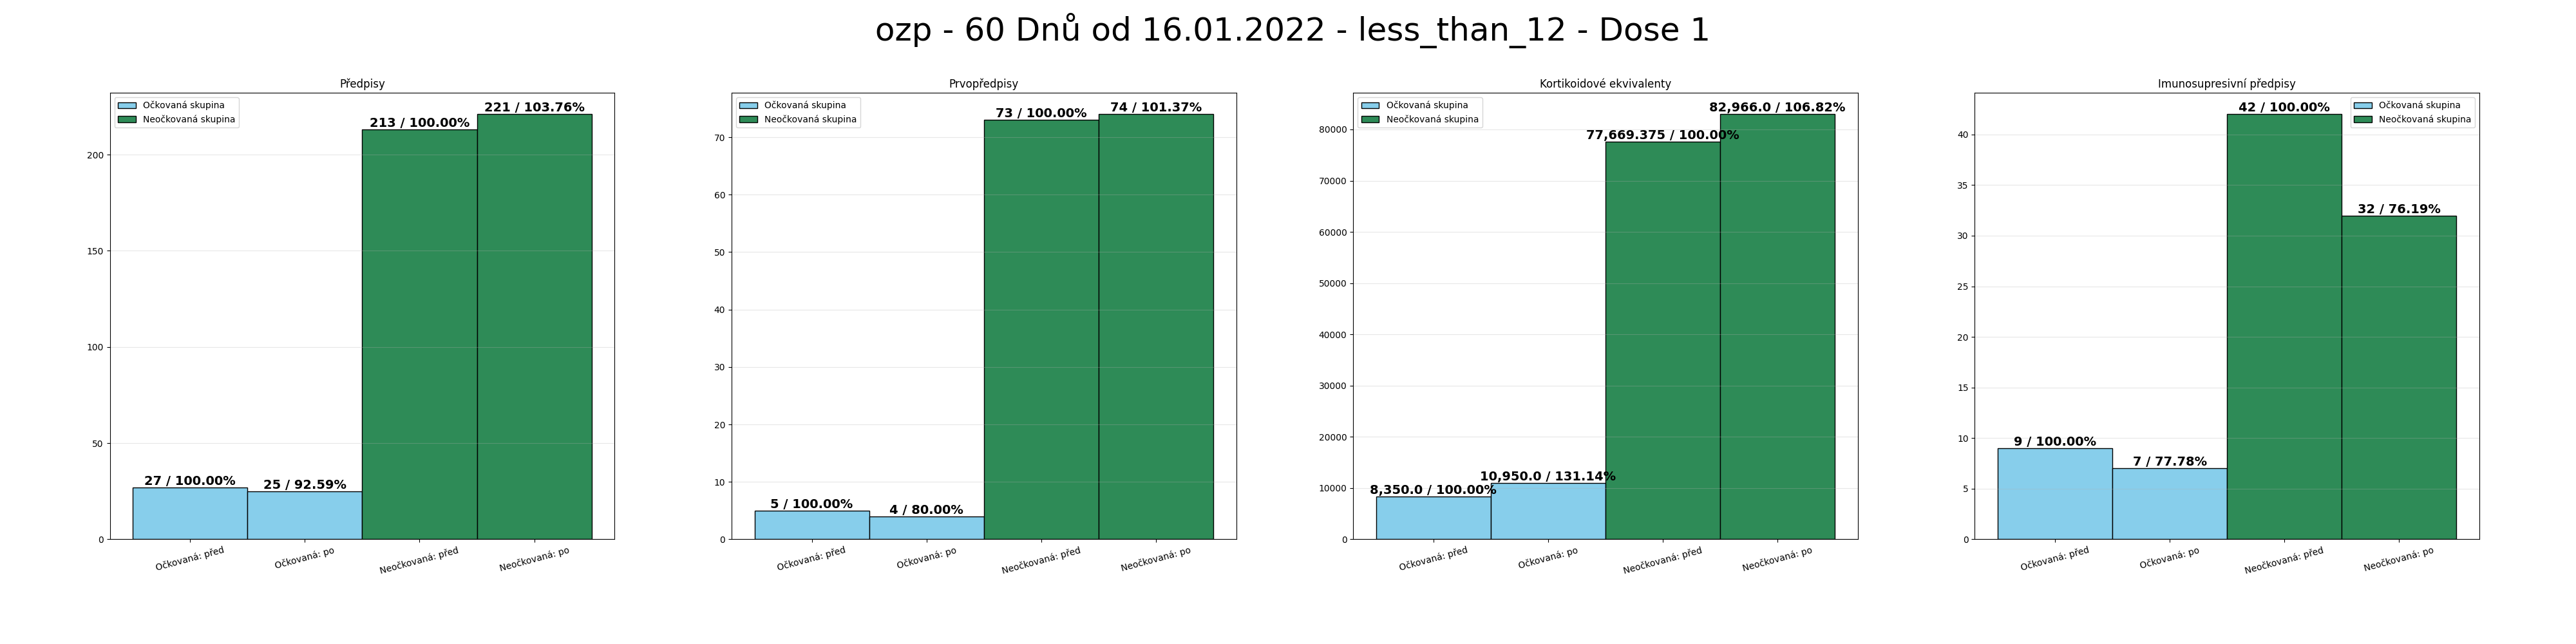 ozp - 60 Dnů od 16.01.2022 - less_than_12 - Dose 1
Předpisy
Očkovaná skupina
Neočkovaná skupina
221 / 103.76%
213 / 100.00%
27 / 100.00%
25 / 92.59%
200
150
100
50
0
Očkovaná: před
Očkovaná: po
Neočkovaná: před
Neočkovaná: po
Prvopředpisy
Očkovaná skupina
Neočkovaná skupina
73 / 100.00%
74 / 101.37%
5 / 100.00%
4 / 80.00%
70
60
50
40
30
20
10
0
Očkovaná: před
Očkovaná: po
Neočkovaná: před
Neočkovaná: po
Kortikoidové ekvivalenty
Očkovaná skupina
Neočkovaná skupina
82,966.0 / 106.82%
77,669.375 / 100.00%
10,950.0 / 131.14%
8,350.0 / 100.00%
80000
70000
60000
50000
40000
30000
20000
10000
0
Očkovaná: před
Očkovaná: po
Neočkovaná: před
Neočkovaná: po
Imunosupresivní předpisy
Očkovaná skupina
Neočkovaná skupina
42 / 100.00%
32 / 76.19%
9 / 100.00%
7 / 77.78%
40
35
30
25
20
15
10
5
0
Očkovaná: před
Očkovaná: po
Neočkovaná: před
Neočkovaná: po